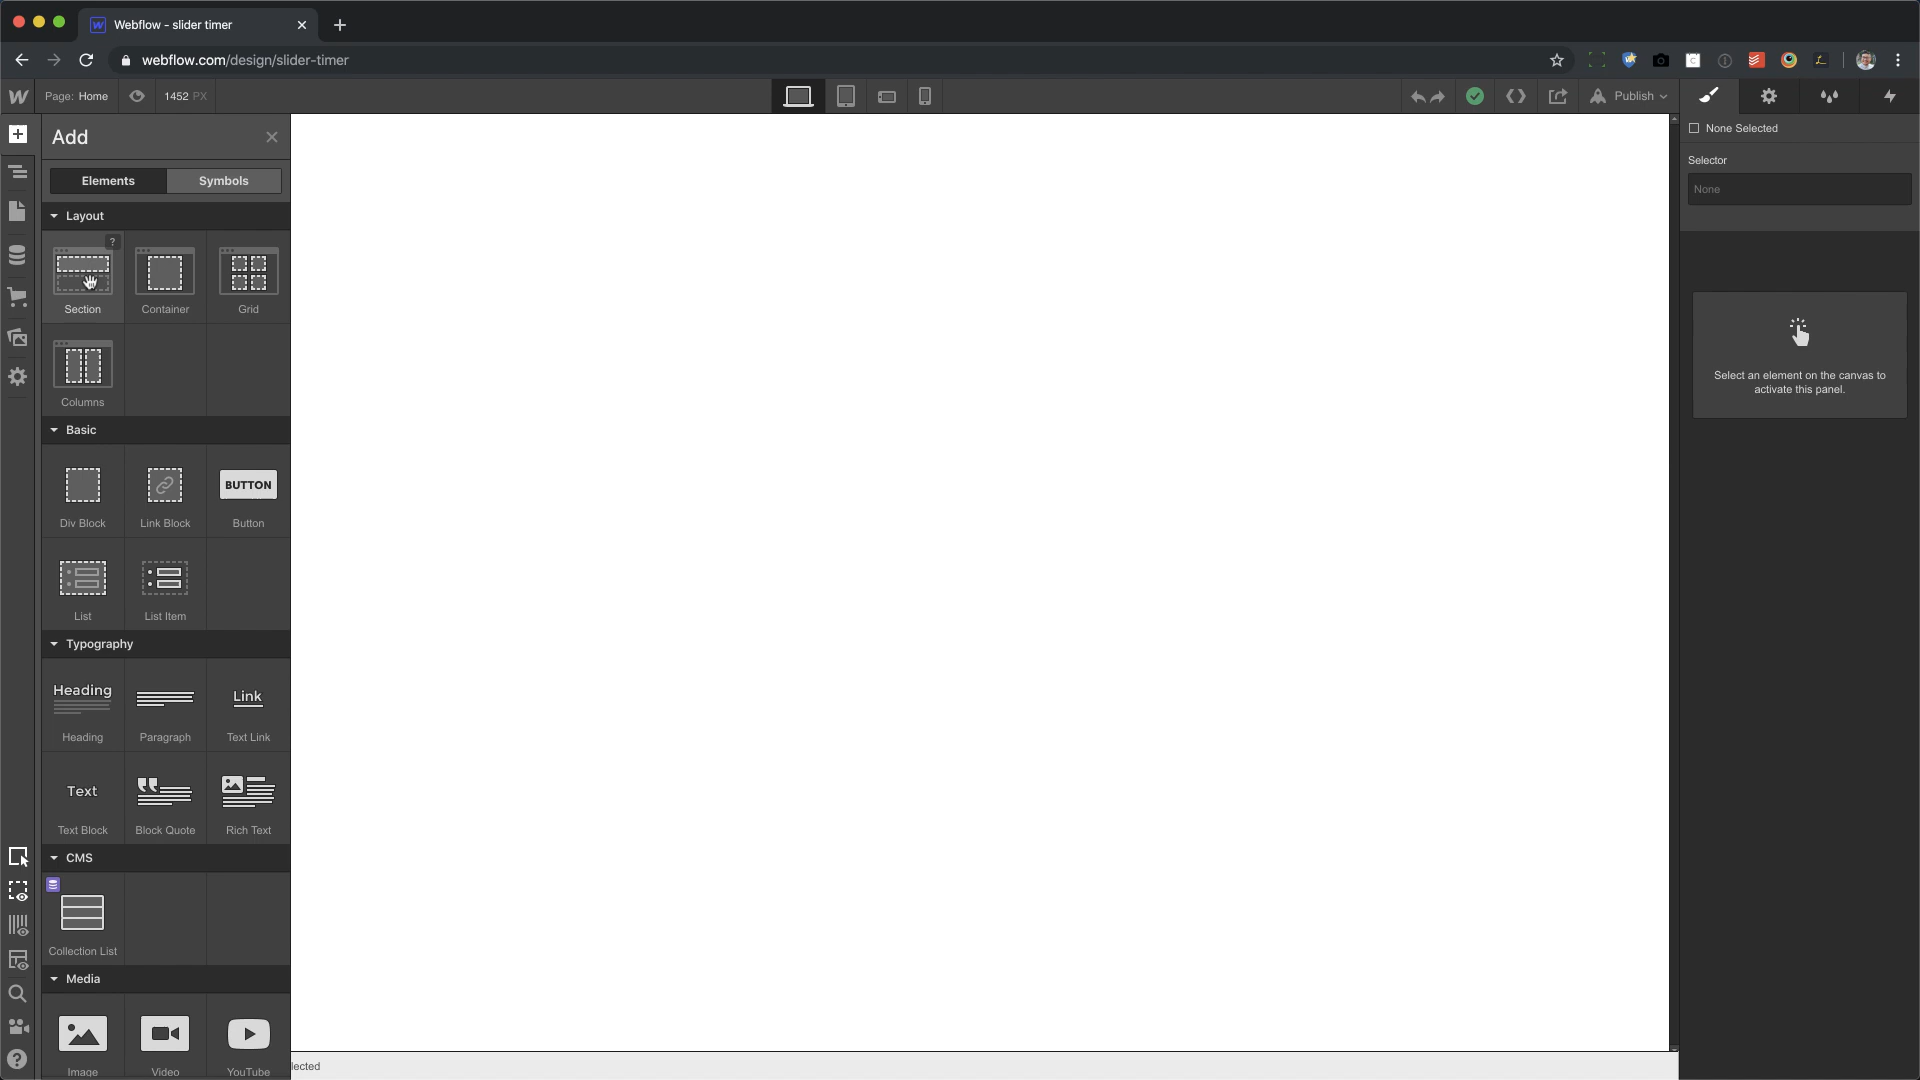 Webflow - slider timer
webflow.com/design/slider-timer
Page: Home
1452 PX
Publish
Add
Elements
Symbols
Layout
?
Section
Container
Grid
Columns
Basic
BUTTON
Div Block
Link Block
Button
List
List Item
Typography
Heading
Link
Heading
Paragraph
Text Link
Text
Text Block
Block Quote
Rich Text
CMS
Collection List
Media
Image
Video
YouTube
lected
None Selected
Selector
None
Select an element on the canvas to
activate this panel.